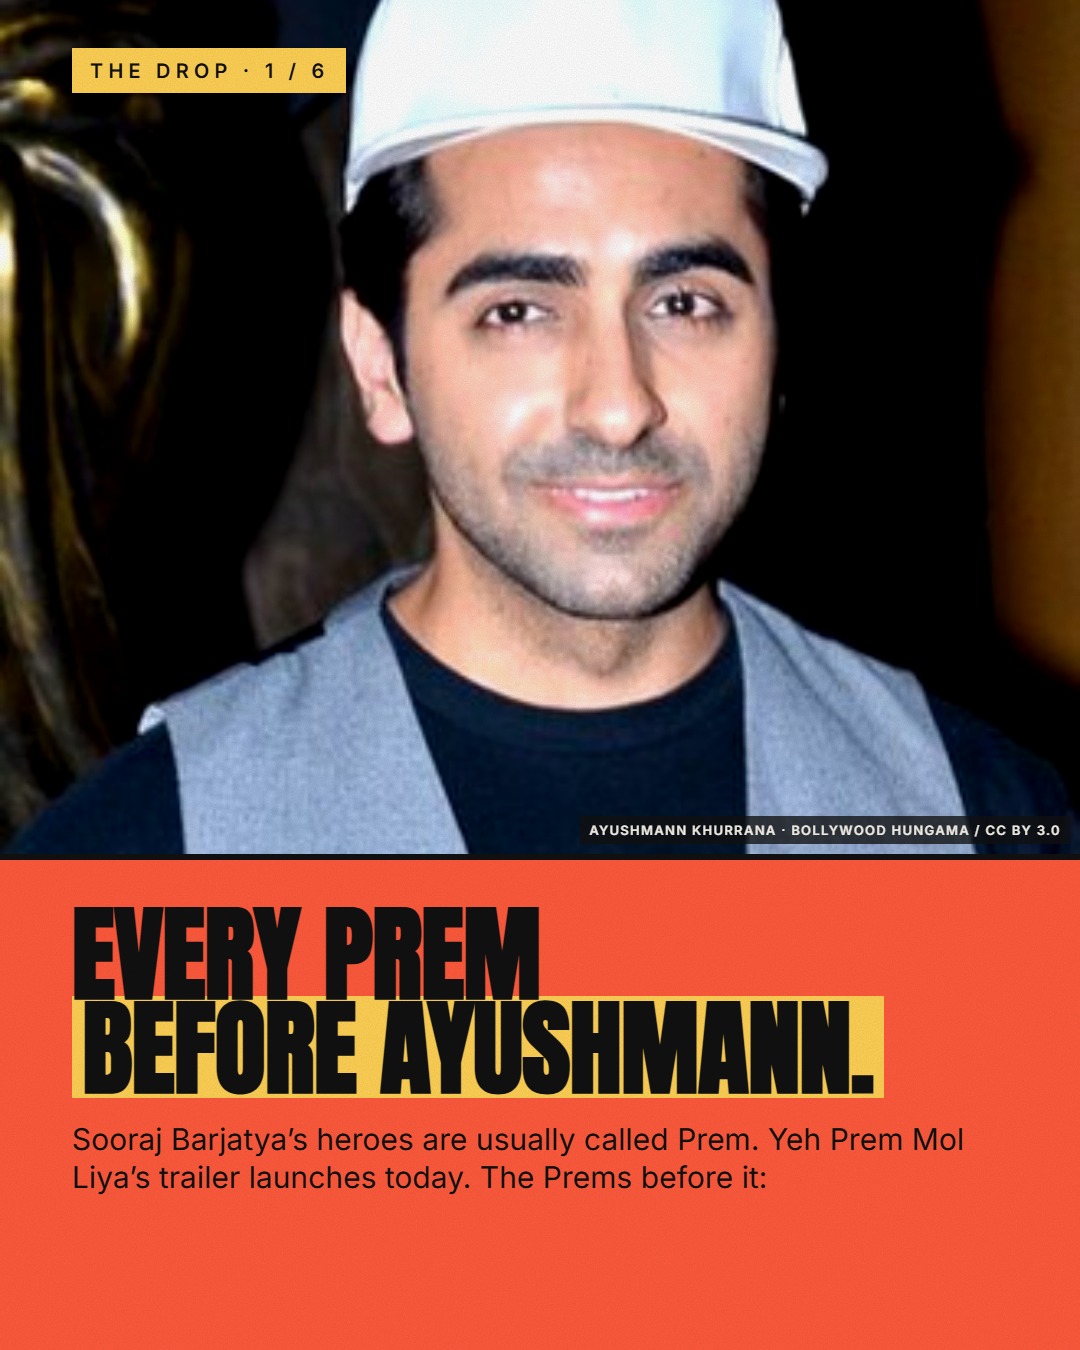 THE DROP · 1 / 6
AYUSHMANN KHURRANA · BOLLYWOOD HUNGAMA / CC BY 3.0
EVERY PREM
BEFORE AYUSHMANN.
Sooraj Barjatya’s heroes are usually called Prem. Yeh Prem Mol
Liya’s trailer launches today. The Prems before it: